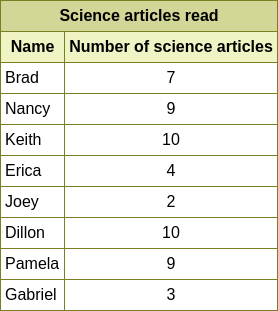 Science articles read
Name Number of science articles
Brad 7
Nancy 9
Keith 10
Erica 4
Joey 2
Dillon 10
Pamela 9
Gabriel 3